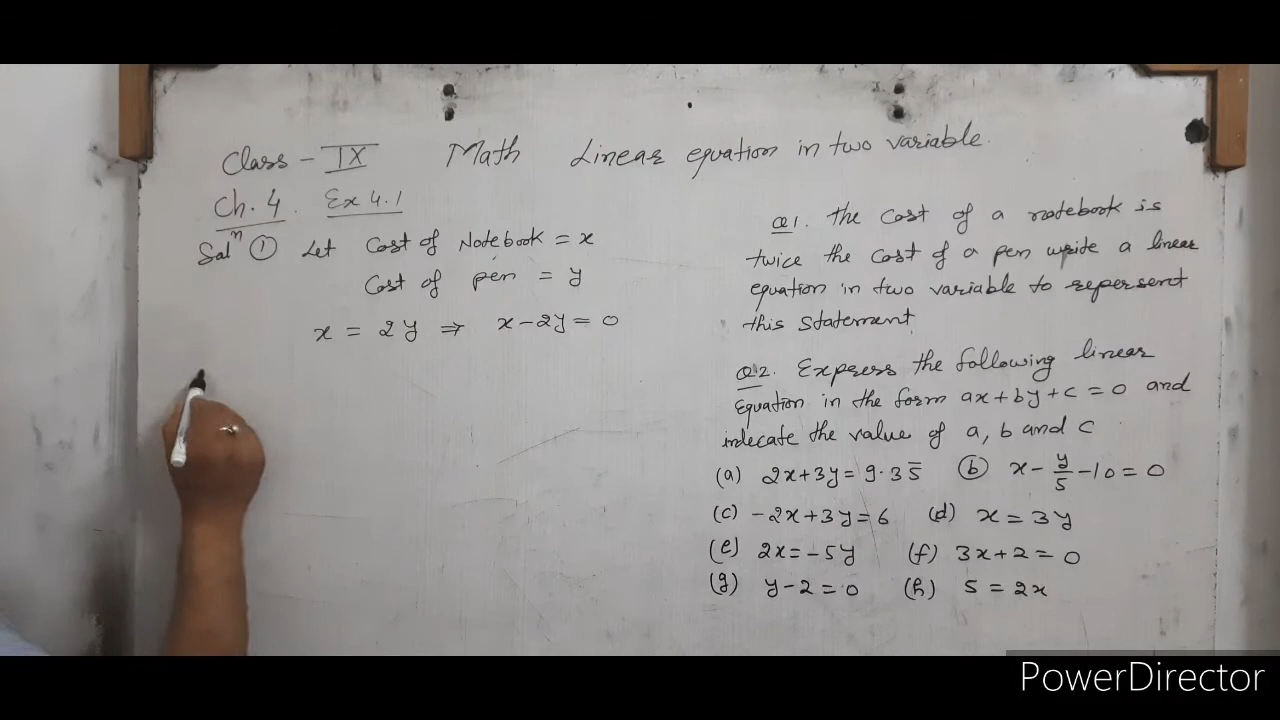 Class - IX Math Linear equation in two variable.
Ch. 4. Ex 4.1
Solⁿ ① Let Cost of Notebook = x
Cost of pen = y
x = 2y ⇒ x - 2y = 0
Q1. The Cost of a notebook is
twice the Cost of a pen write a linear
equation in two variable to repersent
this statement.
Q2. Express the following linear
Equation in the form ax + by + c = 0 and
indecate the value of a, b and c
(a) 2x + 3y = 9.35̅ (b) x - y/5 - 10 = 0
(c) -2x + 3y = 6 (d) x = 3y
(e) 2x = -5y (f) 3x + 2 = 0
(g) y - 2 = 0 (h) 5 = 2x
PowerDirector